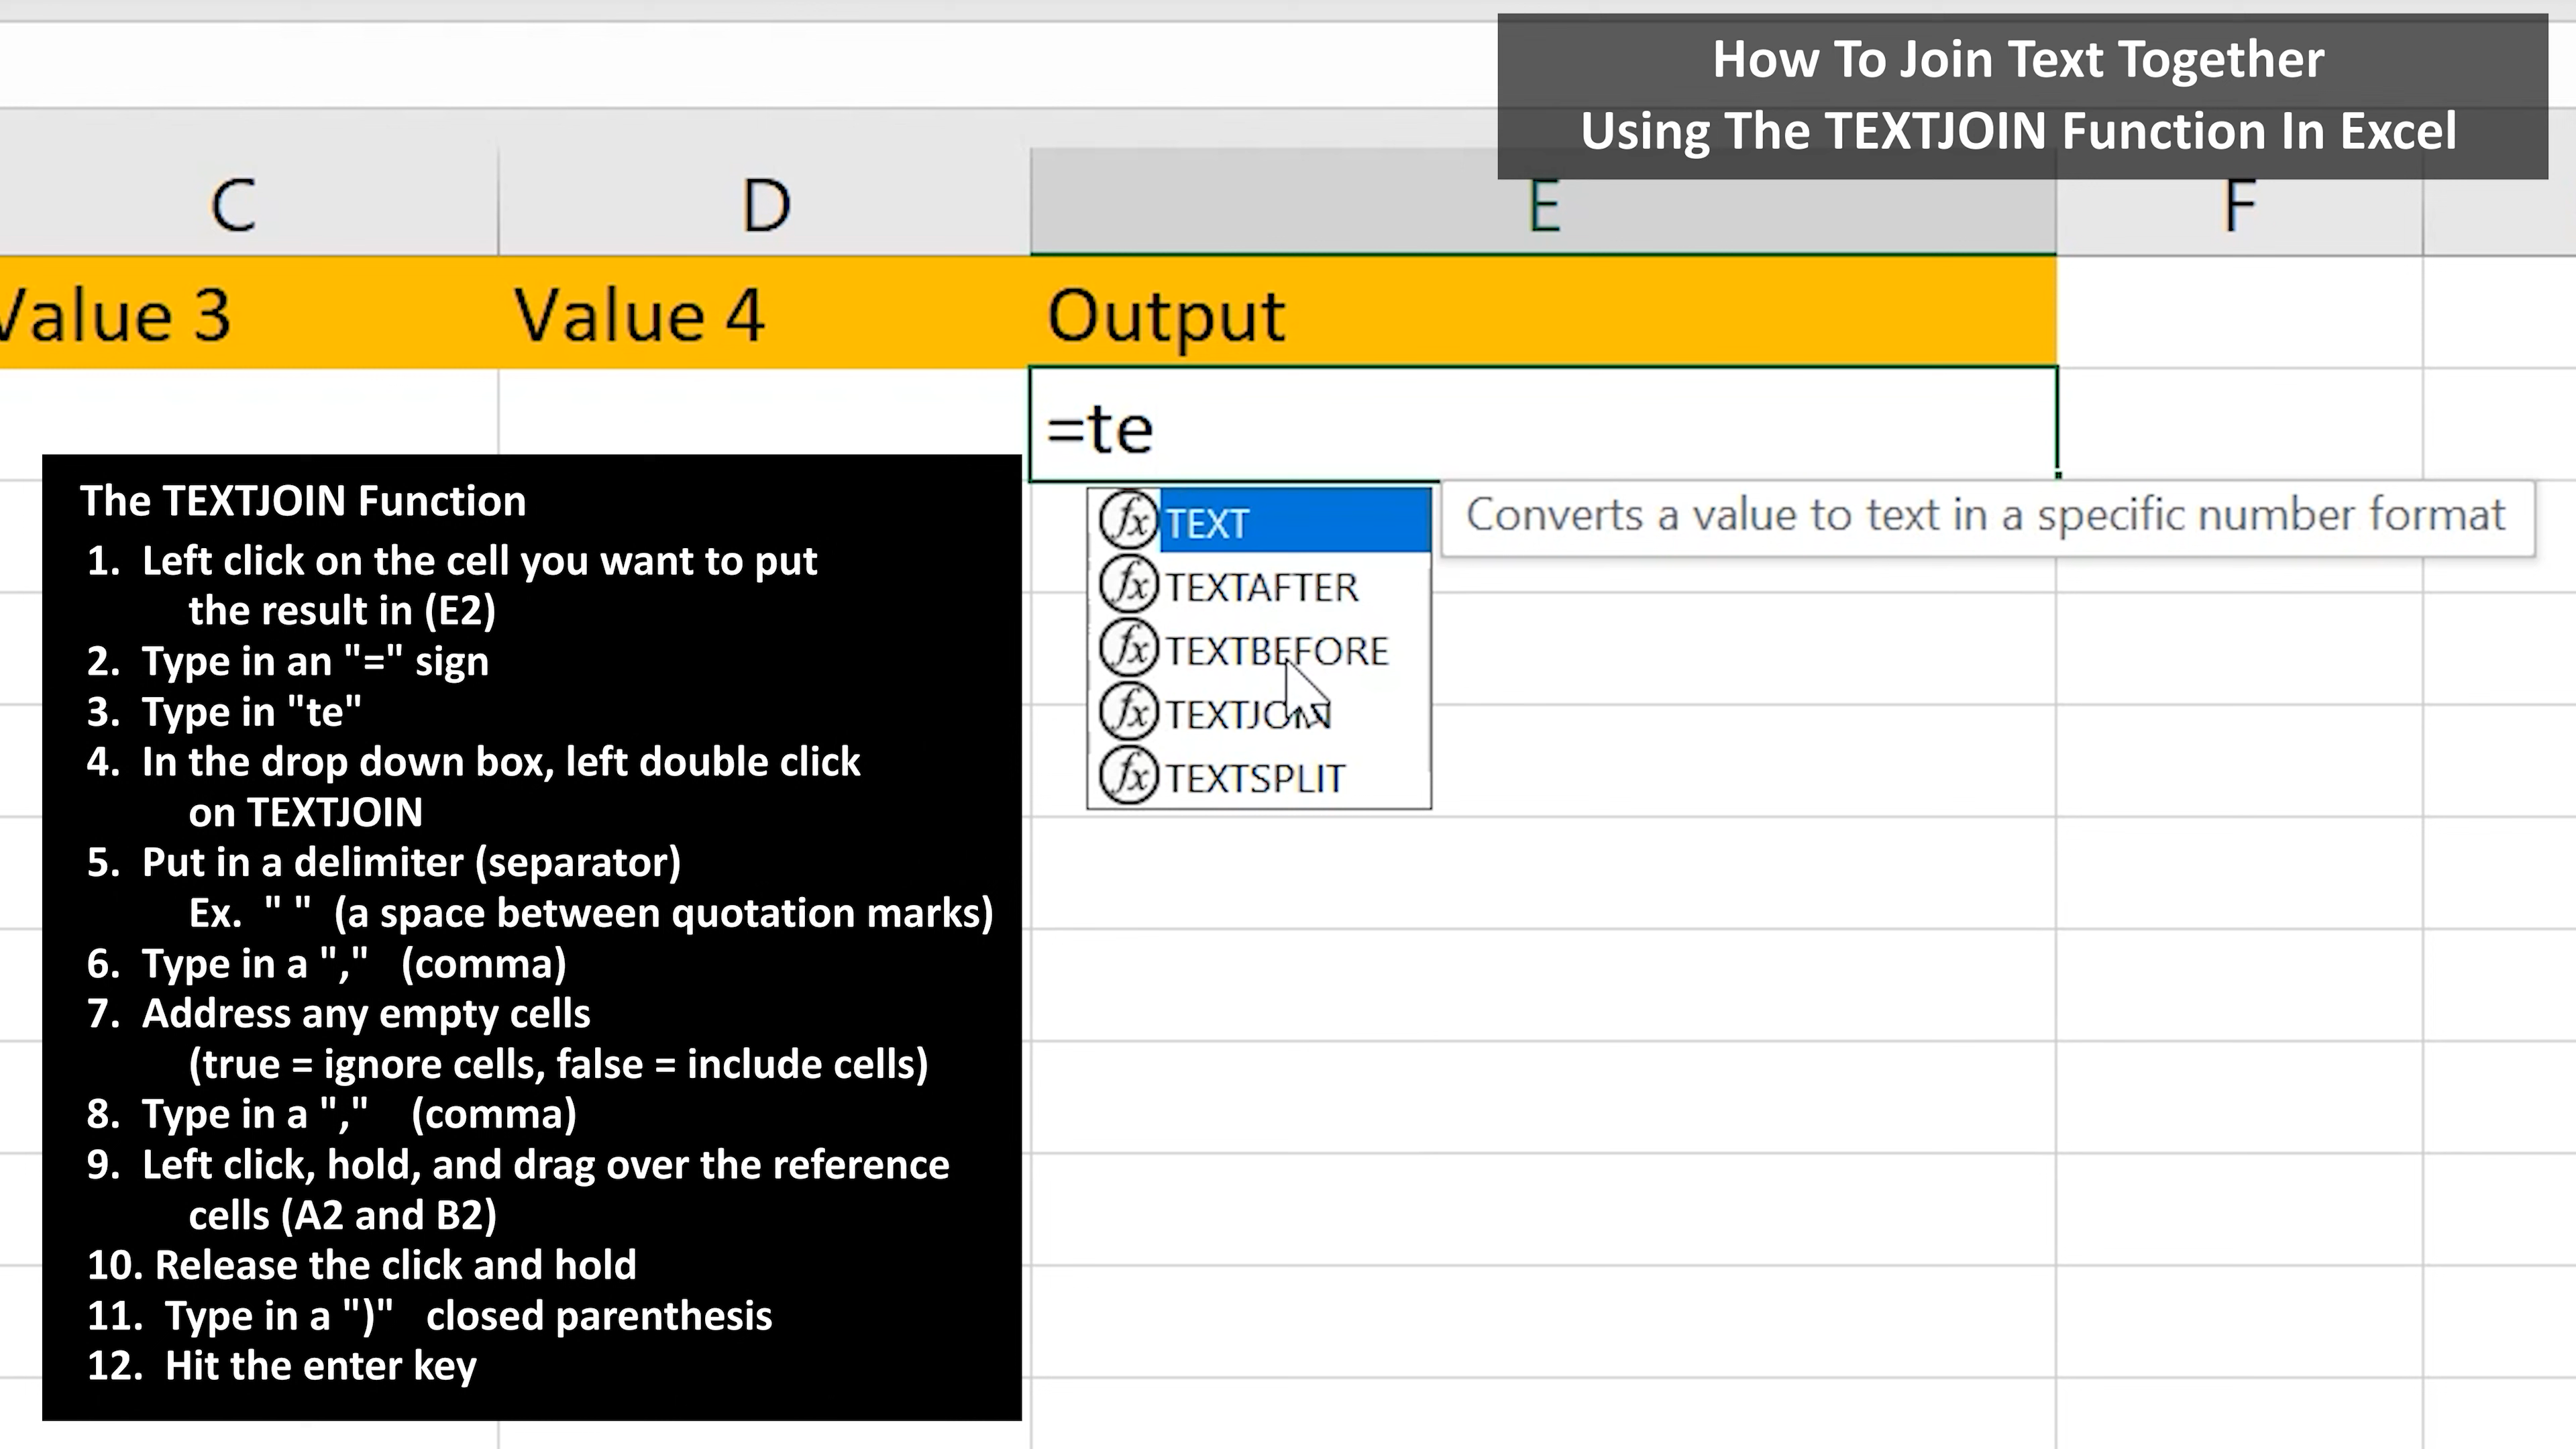 How To Join Text Together
Using The TEXTJOIN Function In Excel
C D E F
Value 3 Value 4 Output
=te
TEXT
Converts a value to text in a specific number format
TEXTAFTER
TEXTBEFORE
TEXTJOIN
TEXTSPLIT
The TEXTJOIN Function
1. Left click on the cell you want to put
the result in (E2)
2. Type in an "=" sign
3. Type in "te"
4. In the drop down box, left double click
on TEXTJOIN
5. Put in a delimiter (separator)
Ex. " " (a space between quotation marks)
6. Type in a "," (comma)
7. Address any empty cells
(true = ignore cells, false = include cells)
8. Type in a "," (comma)
9. Left click, hold, and drag over the reference
cells (A2 and B2)
10. Release the click and hold
11. Type in a ")" closed parenthesis
12. Hit the enter key